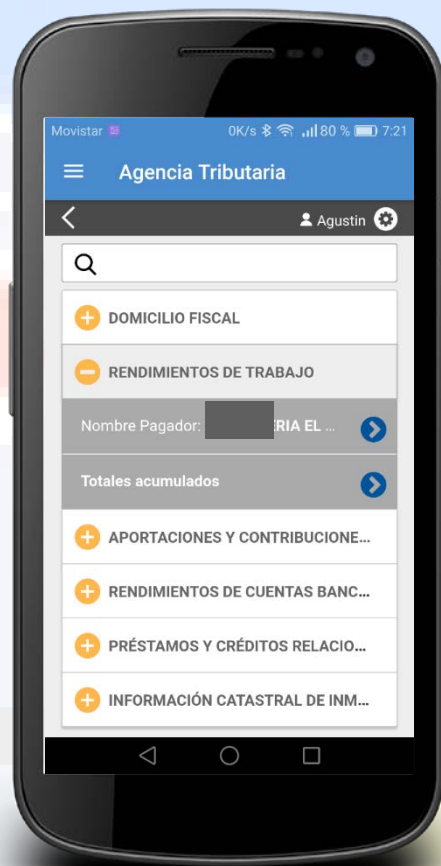 Movistar 0K/s 80 % 7:21
Agencia Tributaria
Agustin
DOMICILIO FISCAL
RENDIMIENTOS DE TRABAJO
Nombre Pagador: ERIA EL ...
Totales acumulados
APORTACIONES Y CONTRIBUCIONE...
RENDIMIENTOS DE CUENTAS BANC...
PRÉSTAMOS Y CRÉDITOS RELACIO...
INFORMACIÓN CATASTRAL DE INM...